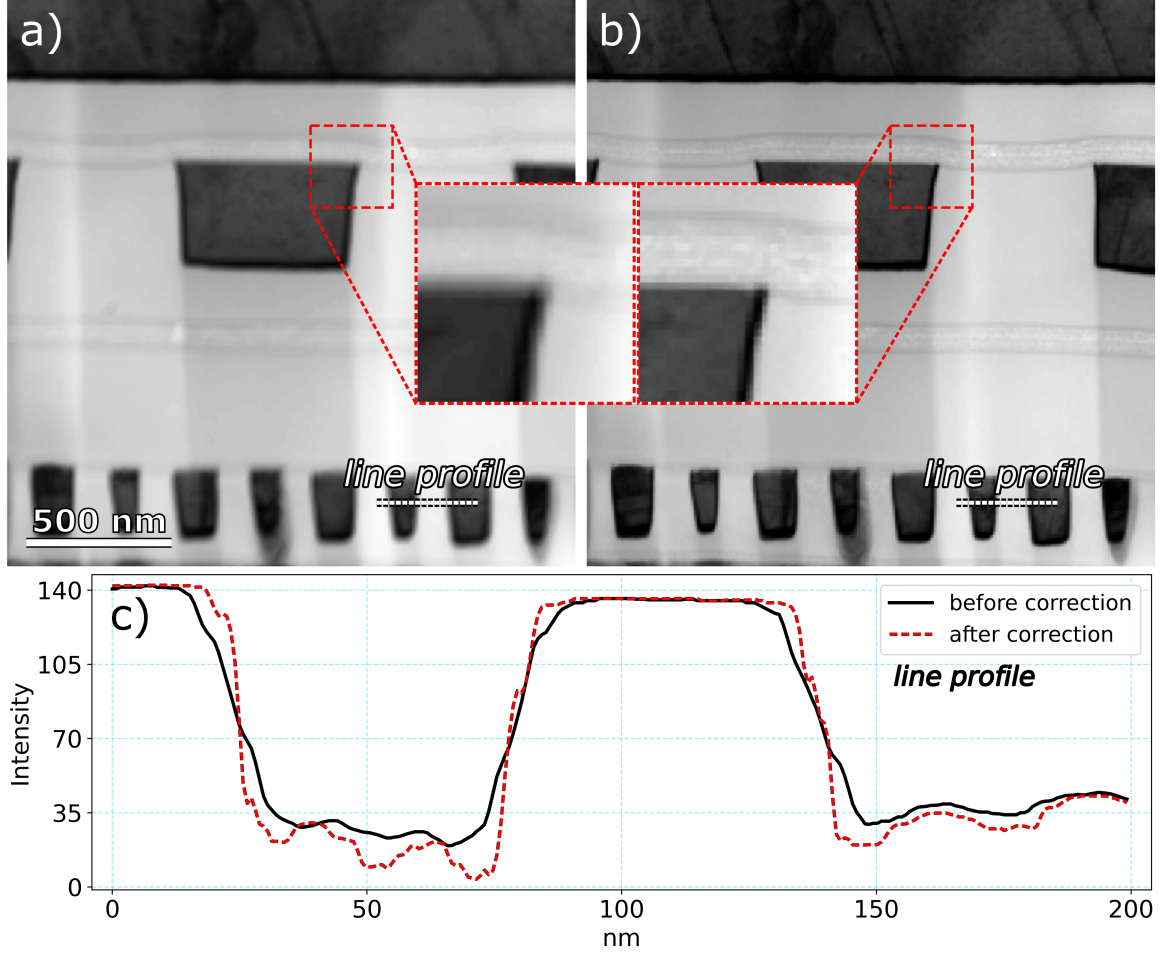 a)
b)
line profile
line profile
500 nm
c)
140
105
70
35
0
Intensity
before correction
after correction
line profile
0
50
100
150
200
nm